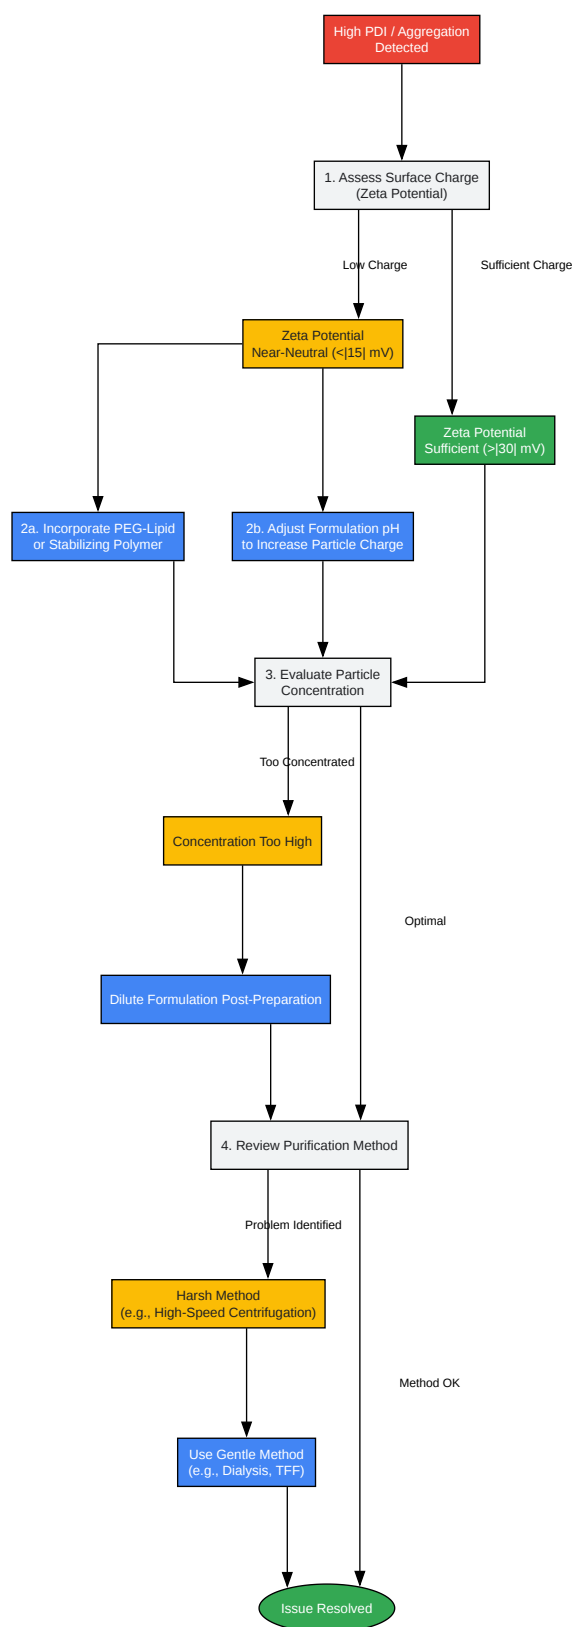 High PDI / Aggregation
Detected
1. Assess Surface Charge
(Zeta Potential)
Low Charge
Sufficient Charge
Zeta Potential
Near-Neutral (<|15| mV)
Zeta Potential
Sufficient (>|30| mV)
2a. Incorporate PEG-Lipid
or Stabilizing Polymer
2b. Adjust Formulation pH
to Increase Particle Charge
3. Evaluate Particle
Concentration
Too Concentrated
Concentration Too High
Optimal
Dilute Formulation Post-Preparation
4. Review Purification Method
Problem Identified
Harsh Method
(e.g., High-Speed Centrifugation)
Method OK
Use Gentle Method
(e.g., Dialysis, TFF)
Issue Resolved